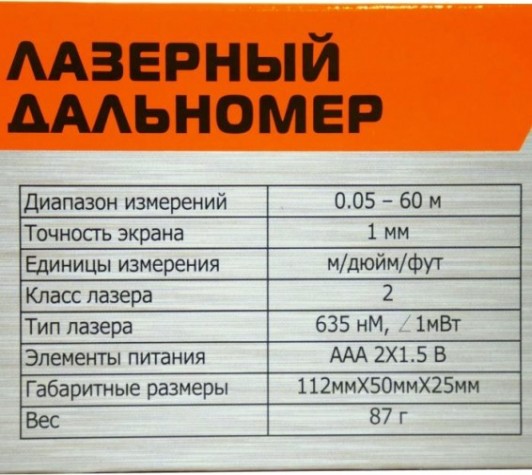 ЛАЗЕРНЫЙ
ДАЛЬНОМЕР
Диапазон измерений 0.05 – 60 м
Точность экрана 1 мм
Единицы измерения м/дюйм/фут
Класс лазера 2
Тип лазера 635 нМ, ∠1мВт
Элементы питания ААА 2X1.5 В
Габаритные размеры 112ммX50ммX25мм
Вес 87 г